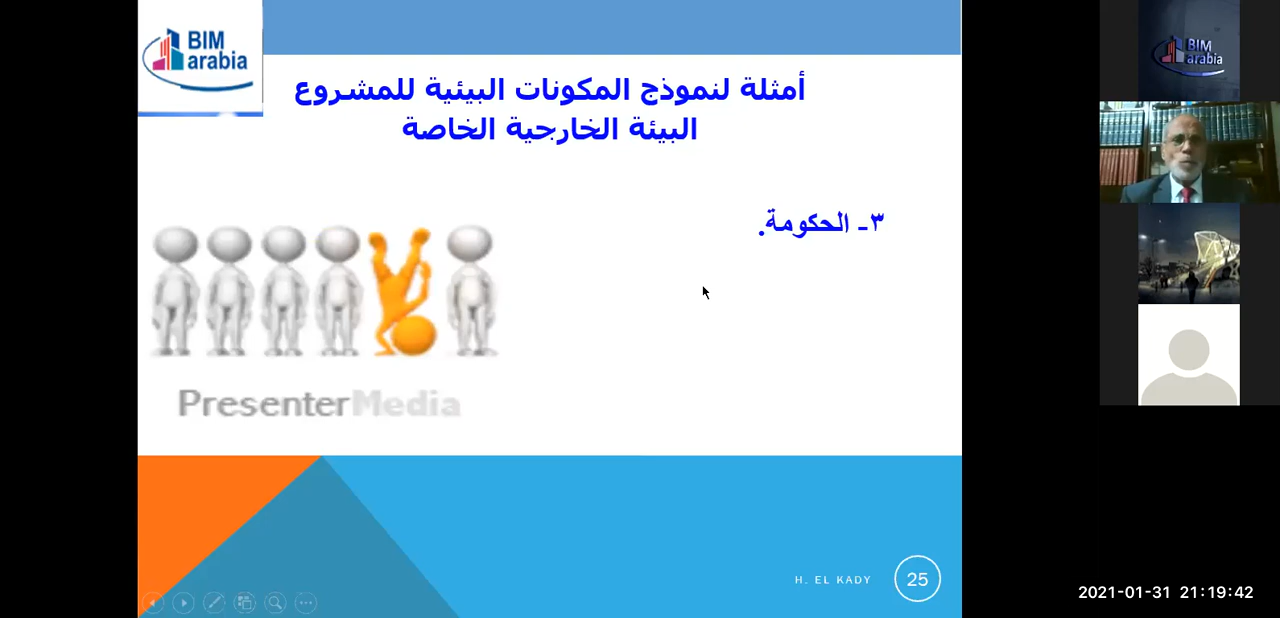 BIM
arabia
أمثلة لنموذج المكونات البيئية للمشروع
البيئة الخارجية الخاصة
٣- الحكومة.
PresenterMedia
H. EL KADY
25
BIM
arabia
2021-01-31 21:19:42